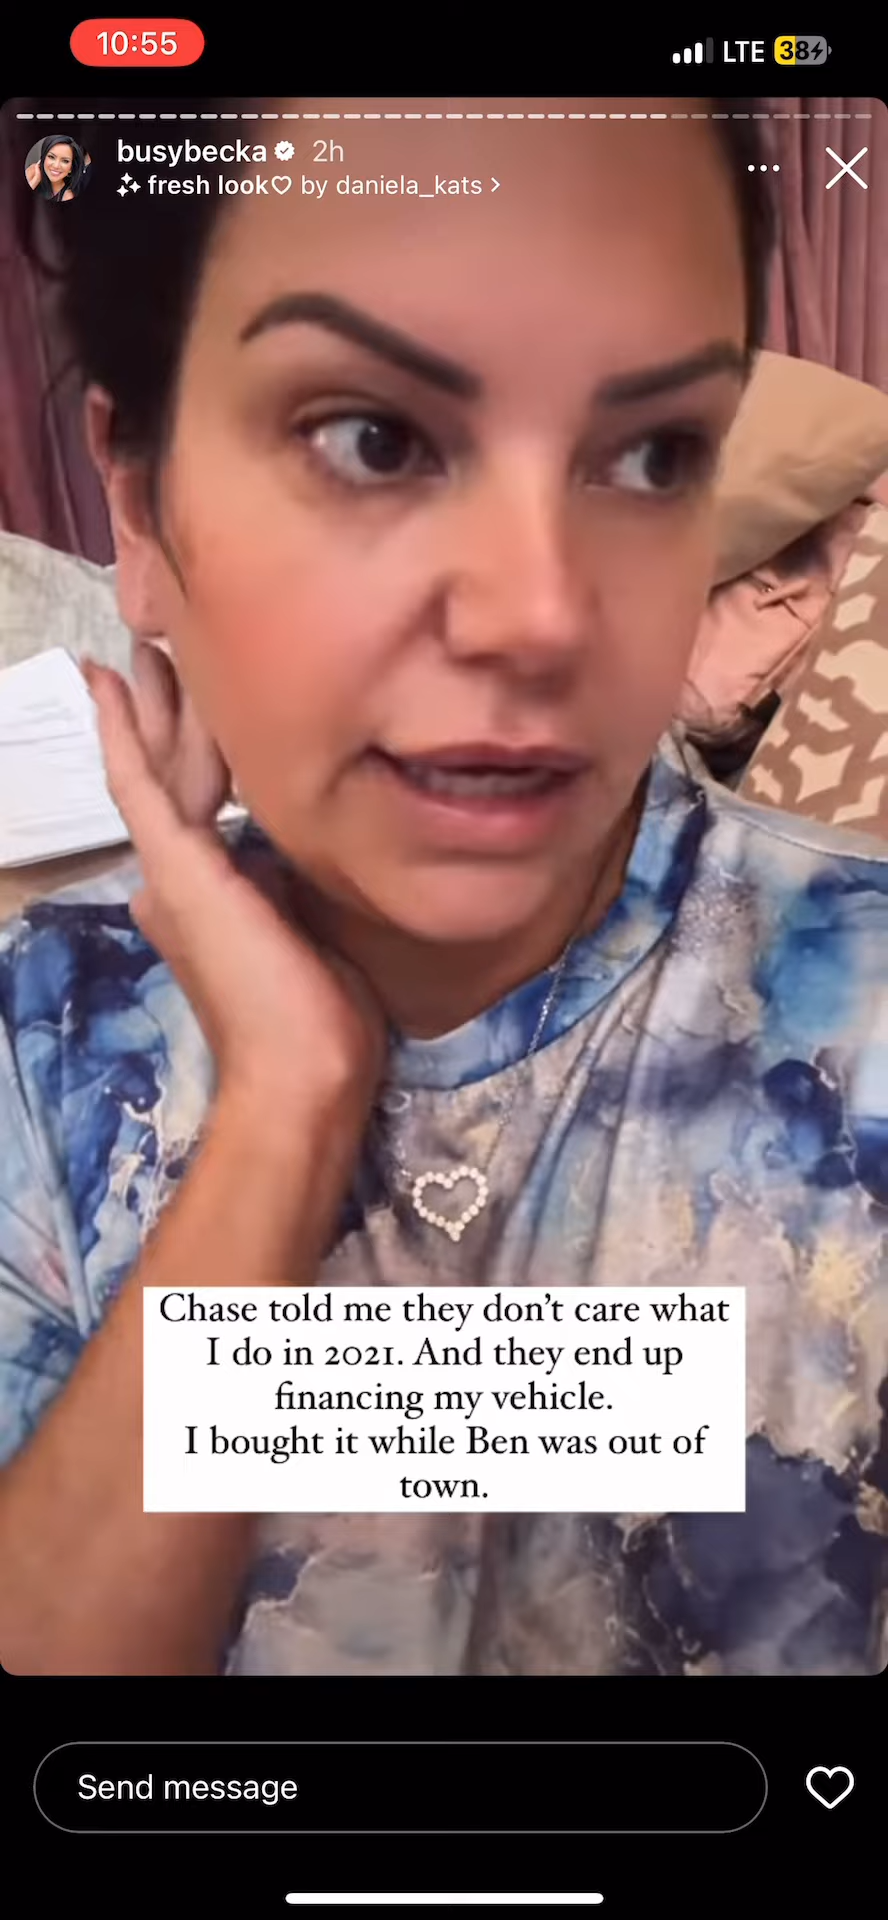 10:55
LTE 38
busybecka 2h
fresh look♡ by daniela_kats >
Chase told me they don't care what
I do in 2021. And they end up
financing my vehicle.
I bought it while Ben was out of
town.
Send message